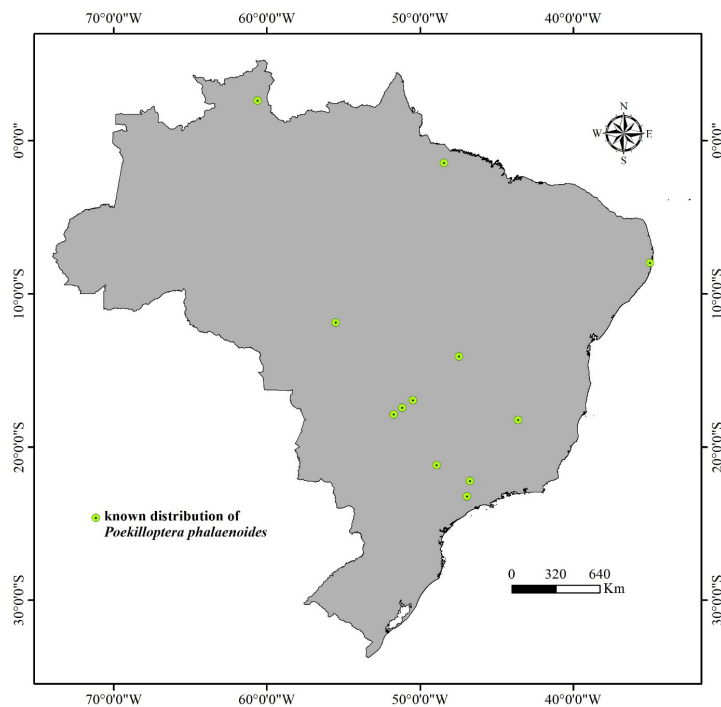 70°0'0"W 60°0'0"W 50°0'0"W 40°0'0"W
N
W E
S
0°0'0" 0°0'0"
10°0'0"S 10°0'0"S
20°0'0"S 20°0'0"S
known distribution of
Poekilloptera phalaenoides
0 320 640
Km
30°0'0"S 30°0'0"S
70°0'0"W 60°0'0"W 50°0'0"W 40°0'0"W